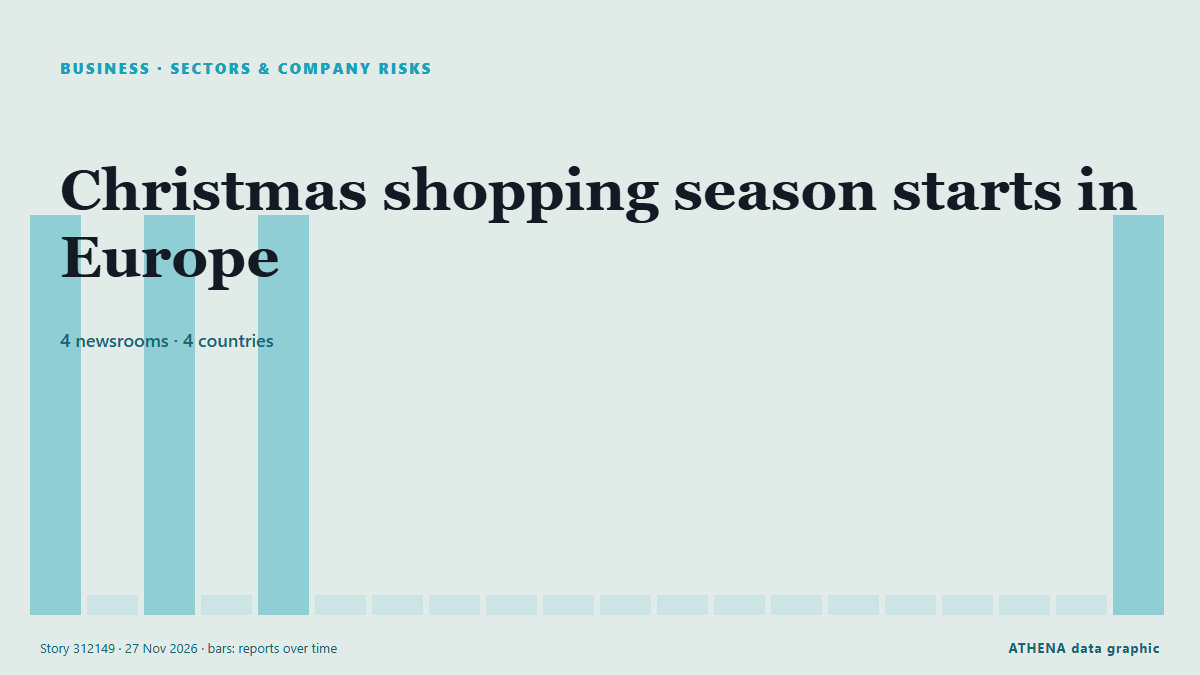 BUSINESS · SECTORS & COMPANY RISKS
Christmas shopping season starts in
Europe
4 newsrooms · 4 countries
Story 312149 · 27 Nov 2026 · bars: reports over time
ATHENA data graphic